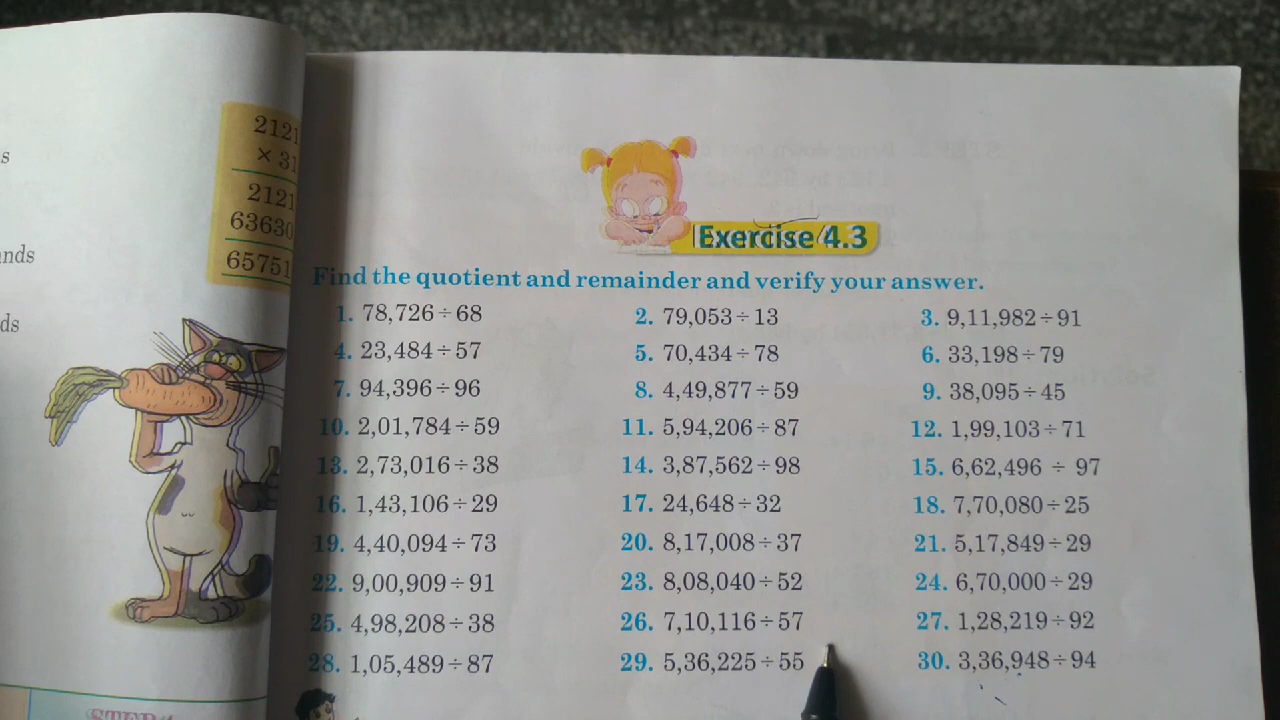 s
nds
ds
2121
× 31
2121
63630
65751
Exercise 4.3
Find the quotient and remainder and verify your answer.
1. 78,726 ÷ 68 2. 79,053 ÷ 13 3. 9,11,982 ÷ 91
4. 23,484 ÷ 57 5. 70,434 ÷ 78 6. 33,198 ÷ 79
7. 94,396 ÷ 96 8. 4,49,877 ÷ 59 9. 38,095 ÷ 45
10. 2,01,784 ÷ 59 11. 5,94,206 ÷ 87 12. 1,99,103 ÷ 71
13. 2,73,016 ÷ 38 14. 3,87,562 ÷ 98 15. 6,62,496 ÷ 97
16. 1,43,106 ÷ 29 17. 24,648 ÷ 32 18. 7,70,080 ÷ 25
19. 4,40,094 ÷ 73 20. 8,17,008 ÷ 37 21. 5,17,849 ÷ 29
22. 9,00,909 ÷ 91 23. 8,08,040 ÷ 52 24. 6,70,000 ÷ 29
25. 4,98,208 ÷ 38 26. 7,10,116 ÷ 57 27. 1,28,219 ÷ 92
28. 1,05,489 ÷ 87 29. 5,36,225 ÷ 55 30. 3,36,948 ÷ 94